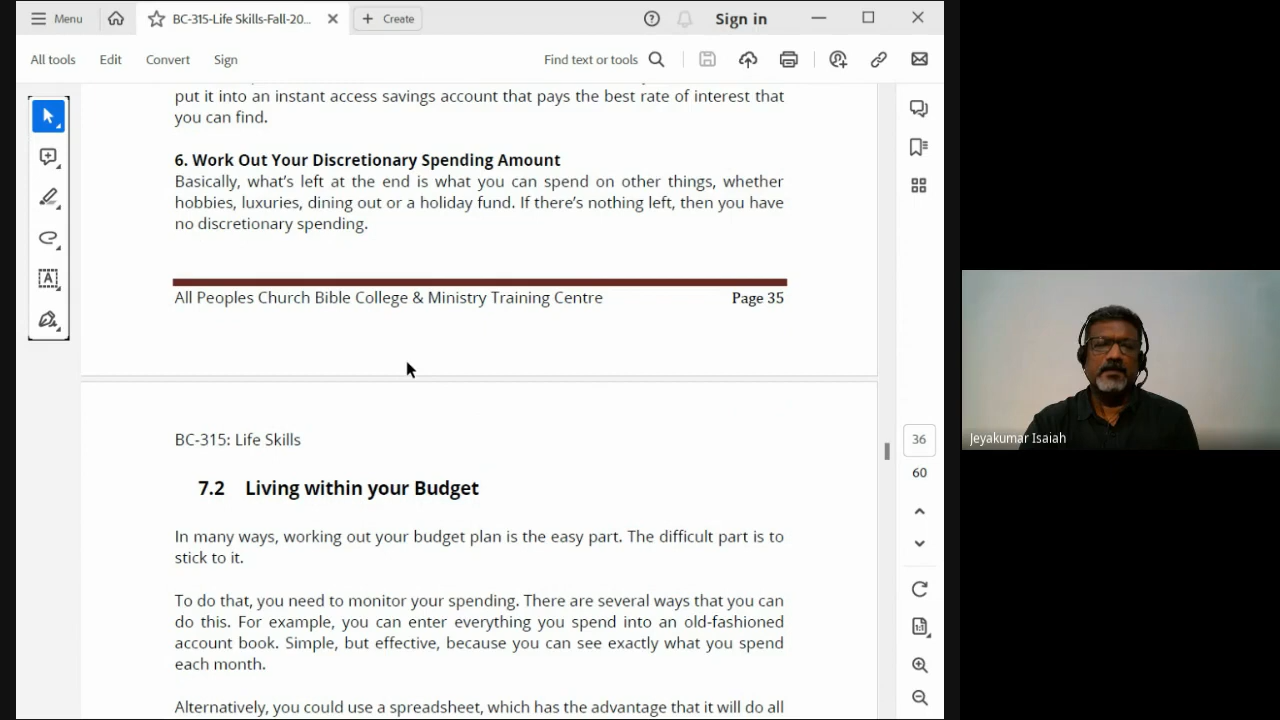 Menu
BC-315-Life Skills-Fall-20...
Create
Sign in
All tools
Edit
Convert
Sign
Find text or tools
put it into an instant access savings account that pays the best rate of interest that
you can find.
6. Work Out Your Discretionary Spending Amount
Basically, what's left at the end is what you can spend on other things, whether
hobbies, luxuries, dining out or a holiday fund. If there's nothing left, then you have
no discretionary spending.
All Peoples Church Bible College & Ministry Training Centre Page 35
BC-315: Life Skills
7.2 Living within your Budget
In many ways, working out your budget plan is the easy part. The difficult part is to
stick to it.
To do that, you need to monitor your spending. There are several ways that you can
do this. For example, you can enter everything you spend into an old-fashioned
account book. Simple, but effective, because you can see exactly what you spend
each month.
Alternatively, you could use a spreadsheet, which has the advantage that it will do all
36
60
Jeyakumar Isaiah